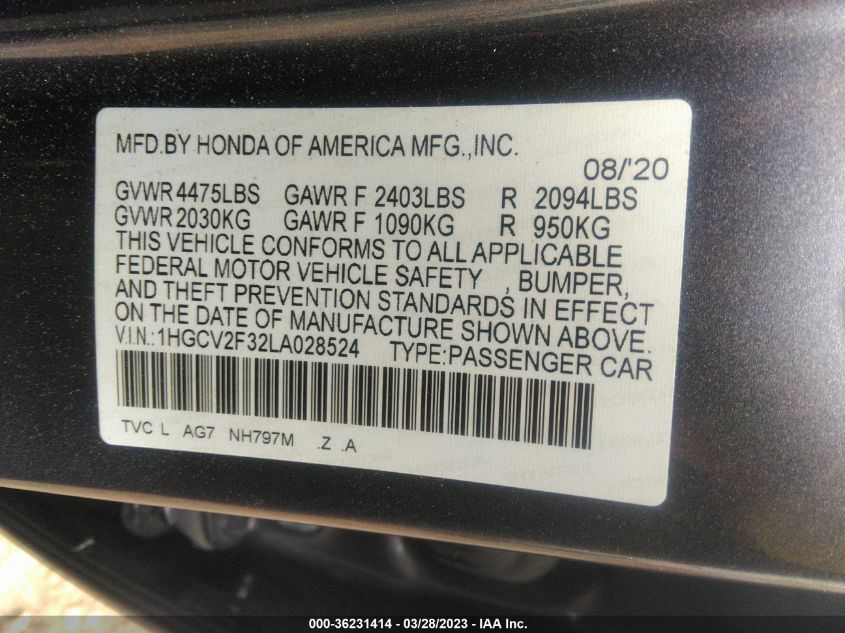 MFD.BY HONDA OF AMERICA MFG.,INC.
08/'20
GVWR 4475LBS GAWR F 2403LBS R 2094LBS
GVWR 2030KG GAWR F 1090KG R 950KG
THIS VEHICLE CONFORMS TO ALL APPLICABLE
FEDERAL MOTOR VEHICLE SAFETY , BUMPER,
AND THEFT PREVENTION STANDARDS IN EFFECT
ON THE DATE OF MANUFACTURE SHOWN ABOVE.
V.I.N.:1HGCV2F32LA028524 TYPE:PASSENGER CAR
TVC L AG7 NH797M .Z .A
000-36231414 — 03/28/2023 — IAA Inc.